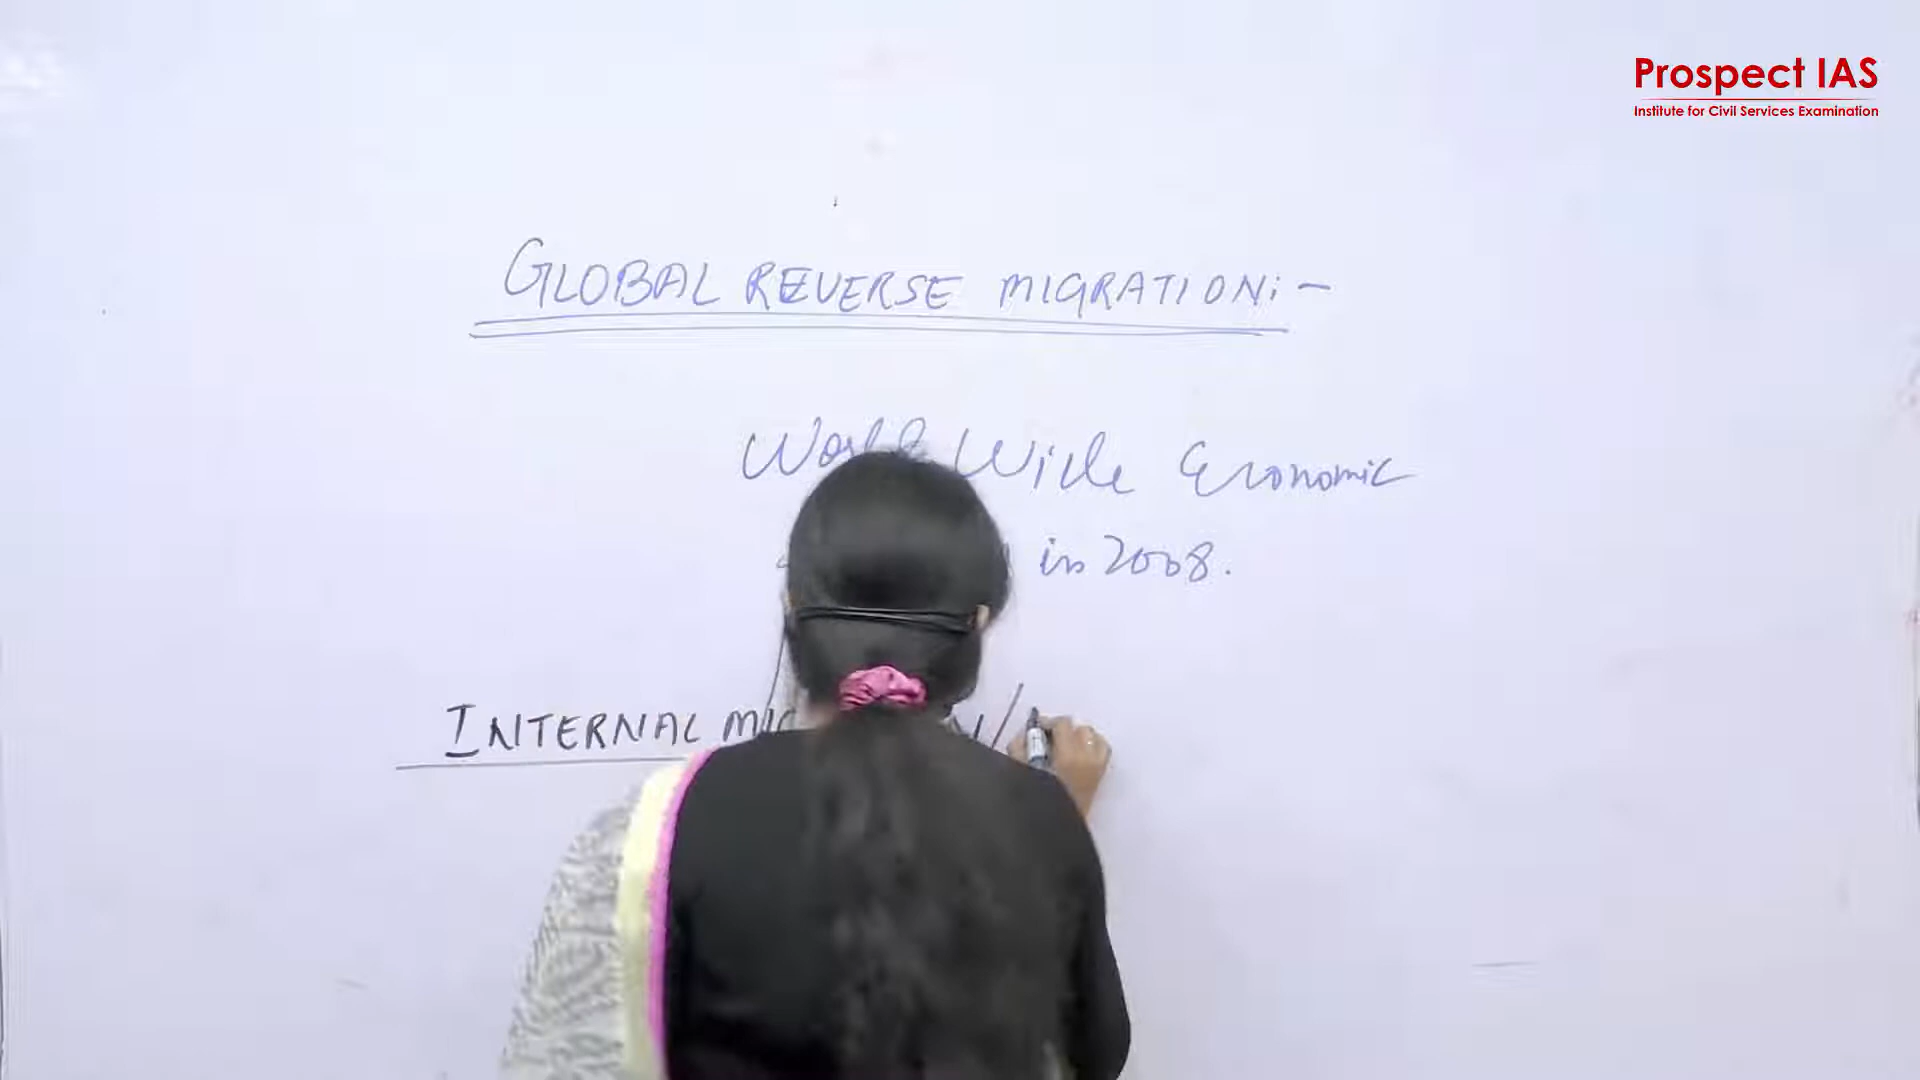 Prospect IAS
Institute for Civil Services Examination
GLOBAL REVERSE MIGRATION:-
Wide Economic
in 2008.
INTERNAL